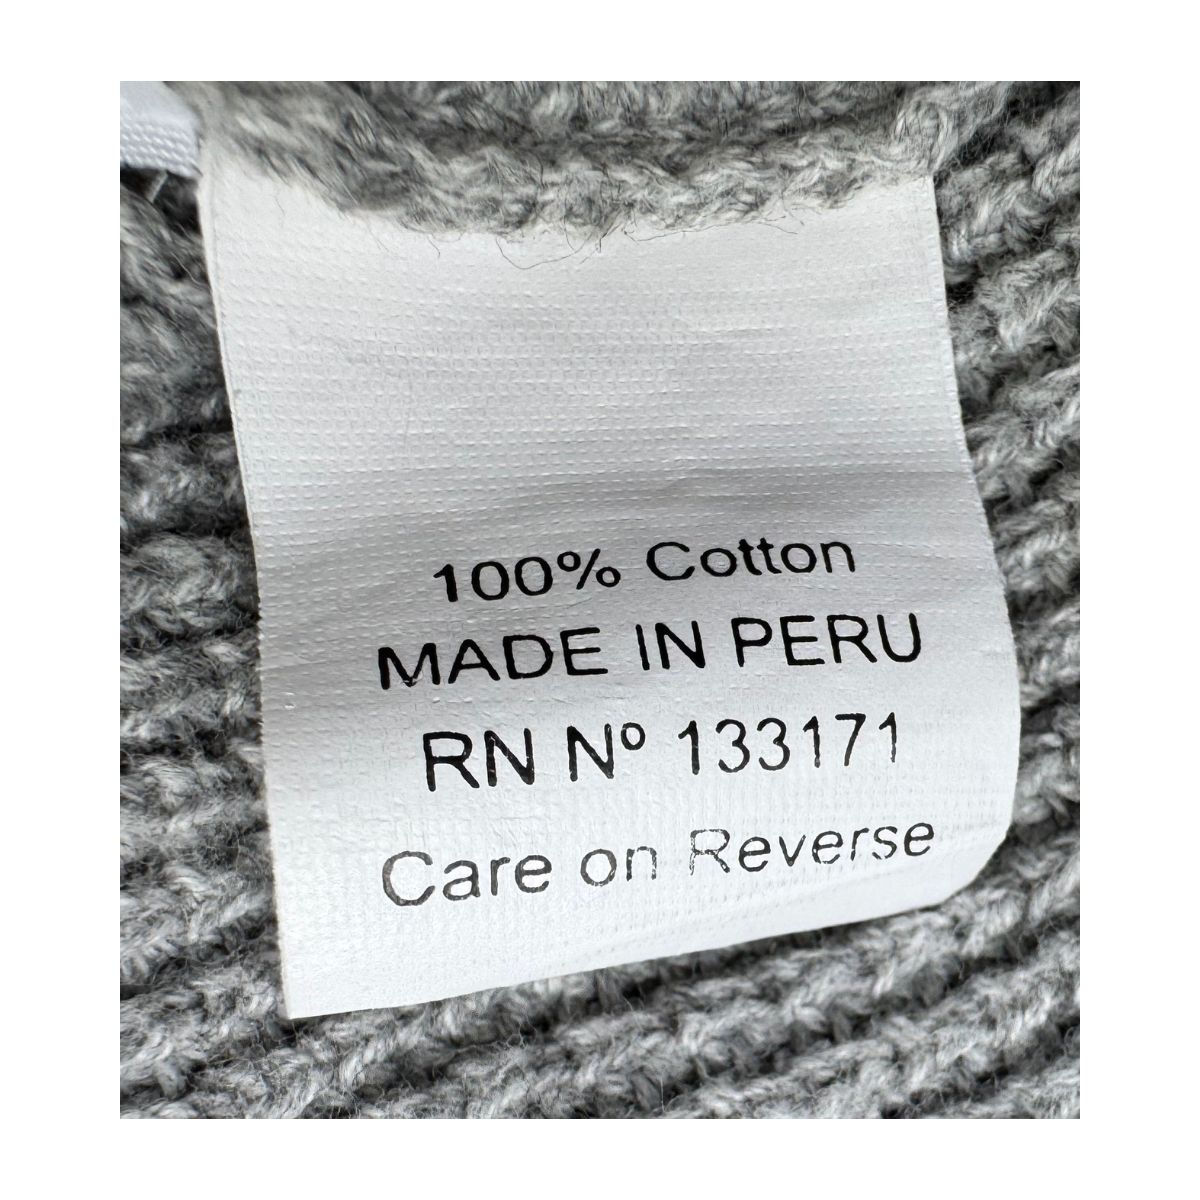 100% Cotton
MADE IN PERU
RN Nº 133171
Care on Reverse